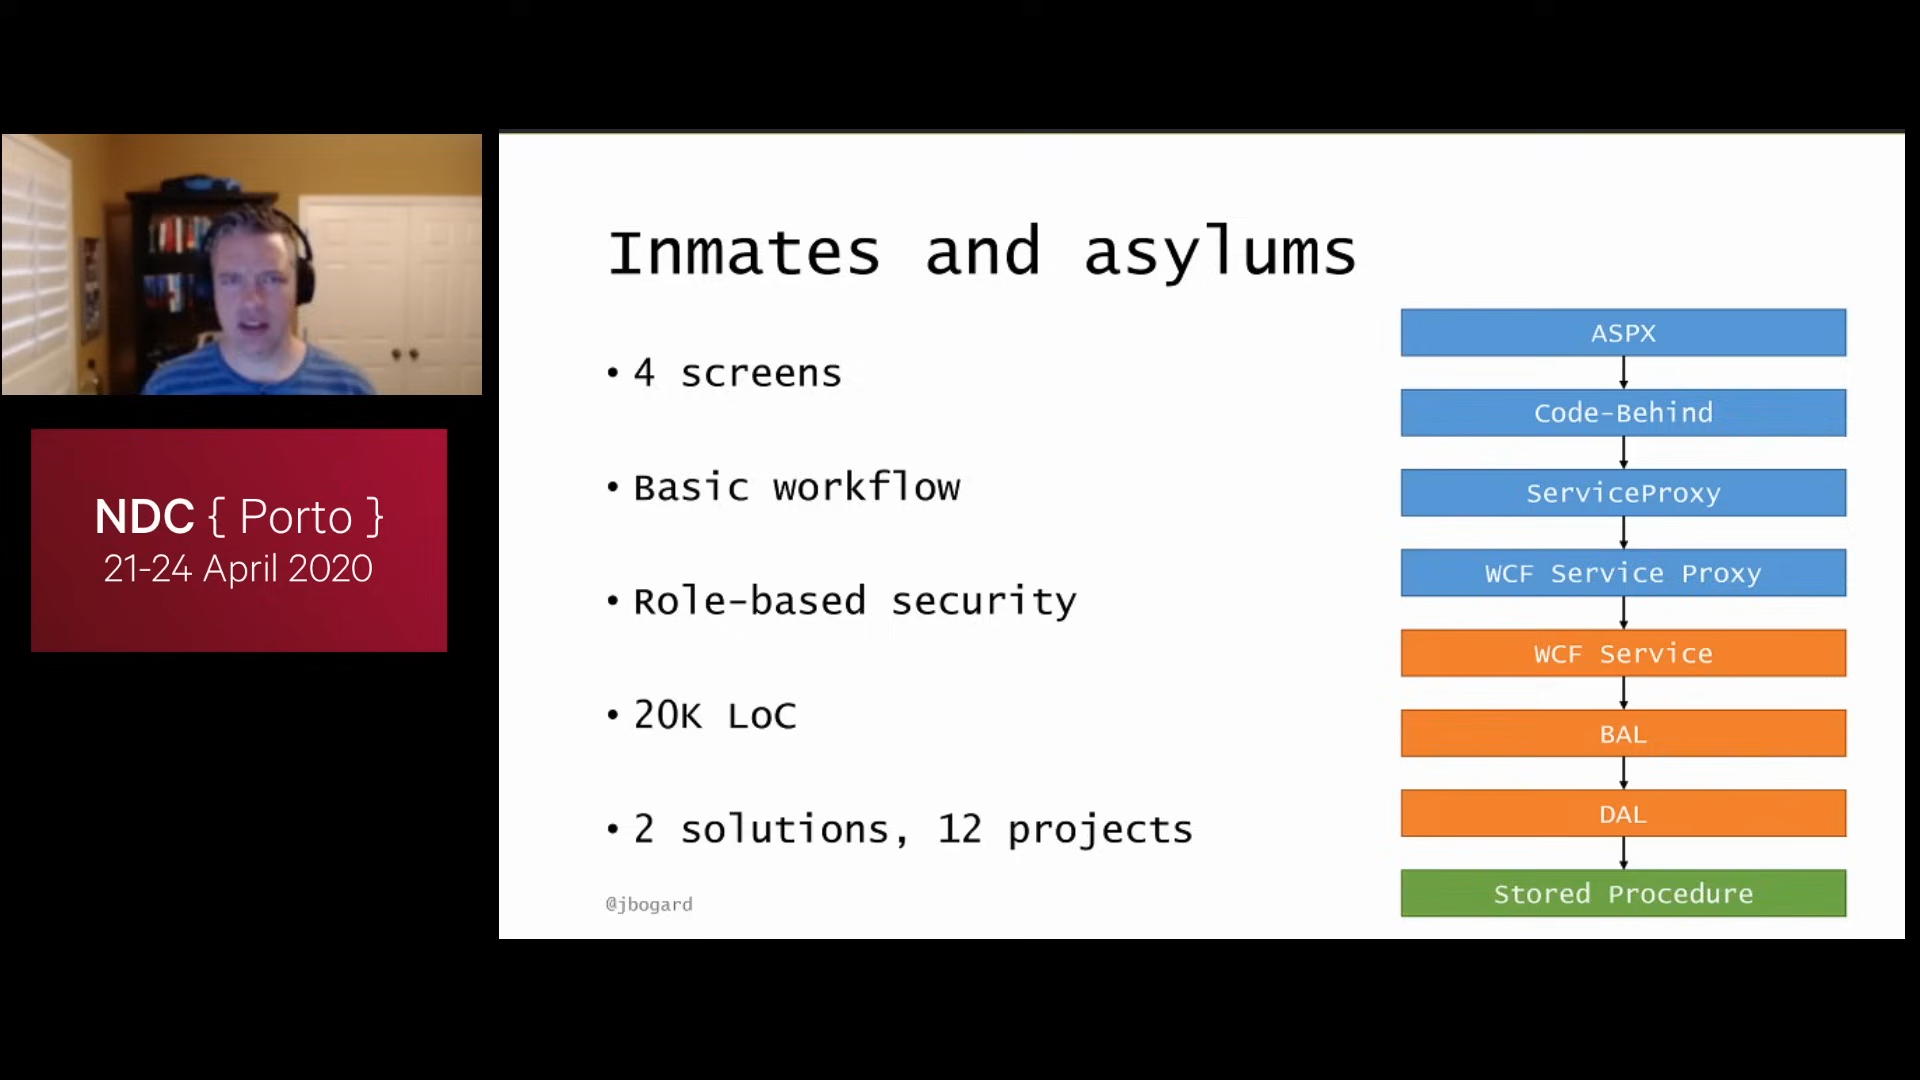 Inmates and asylums
• 4 screens
• Basic workflow
• Role-based security
• 20K LoC
• 2 solutions, 12 projects
@jbogard
ASPX
Code-Behind
ServiceProxy
WCF Service Proxy
WCF Service
BAL
DAL
Stored Procedure
NDC { Porto }
21-24 April 2020